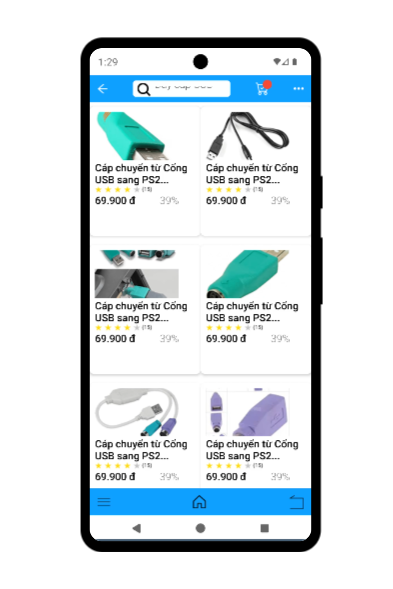 1:29
Cáp chuyển từ Cổng
USB sang PS2...
(15)
69.900 đ 39%
Cáp chuyển từ Cổng
USB sang PS2...
(15)
69.900 đ 39%
Cáp chuyển từ Cổng
USB sang PS2...
(15)
69.900 đ 39%
Cáp chuyển từ Cổng
USB sang PS2...
(15)
69.900 đ 39%
Cáp chuyển từ Cổng
USB sang PS2...
(15)
69.900 đ 39%
Cáp chuyển từ Cổng
USB sang PS2...
(15)
69.900 đ 39%